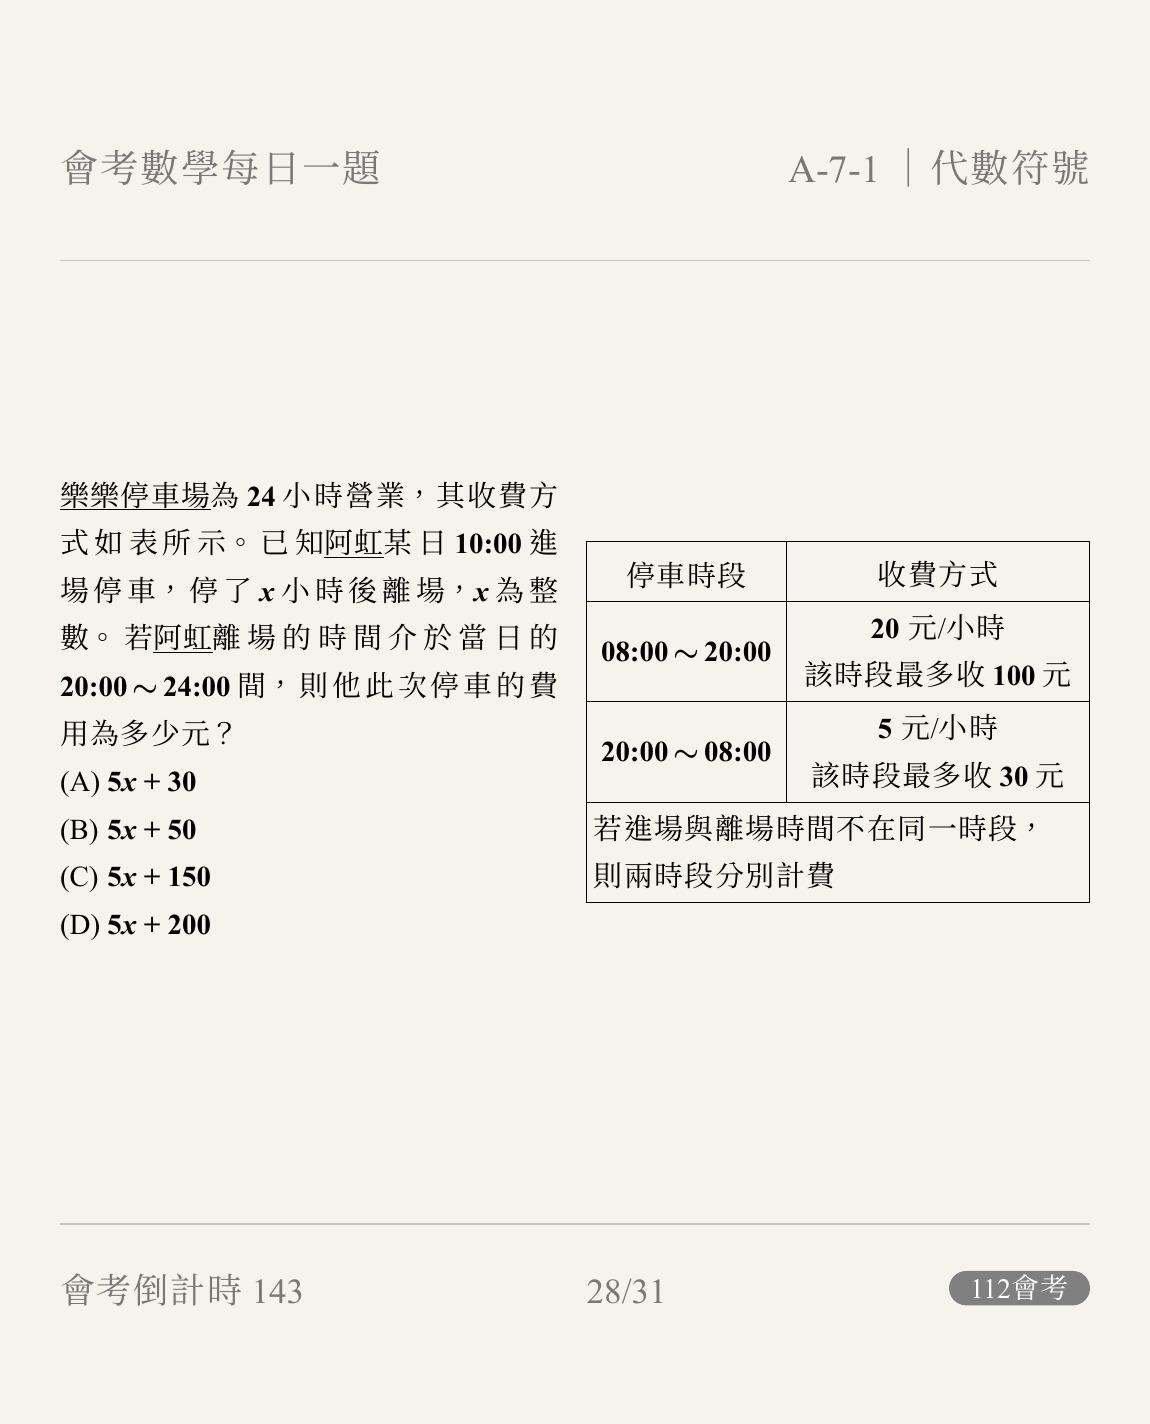 會考數學每日一題
A-7-1 | 代數符號
樂樂停車場為 24 小時營業，其收費方
式如表所示。已知阿虹某日 10:00 進
場停車，停了 x 小時後離場，x 為整
數。若阿虹離場的時間介於當日的
20:00～24:00 間，則他此次停車的費
用為多少元？
(A) 5x + 30
(B) 5x + 50
(C) 5x + 150
(D) 5x + 200
停車時段 收費方式
08:00～20:00
20 元/小時
該時段最多收 100 元
20:00～08:00
5 元/小時
該時段最多收 30 元
若進場與離場時間不在同一時段，
則兩時段分別計費
會考倒計時 143
28/31
112會考